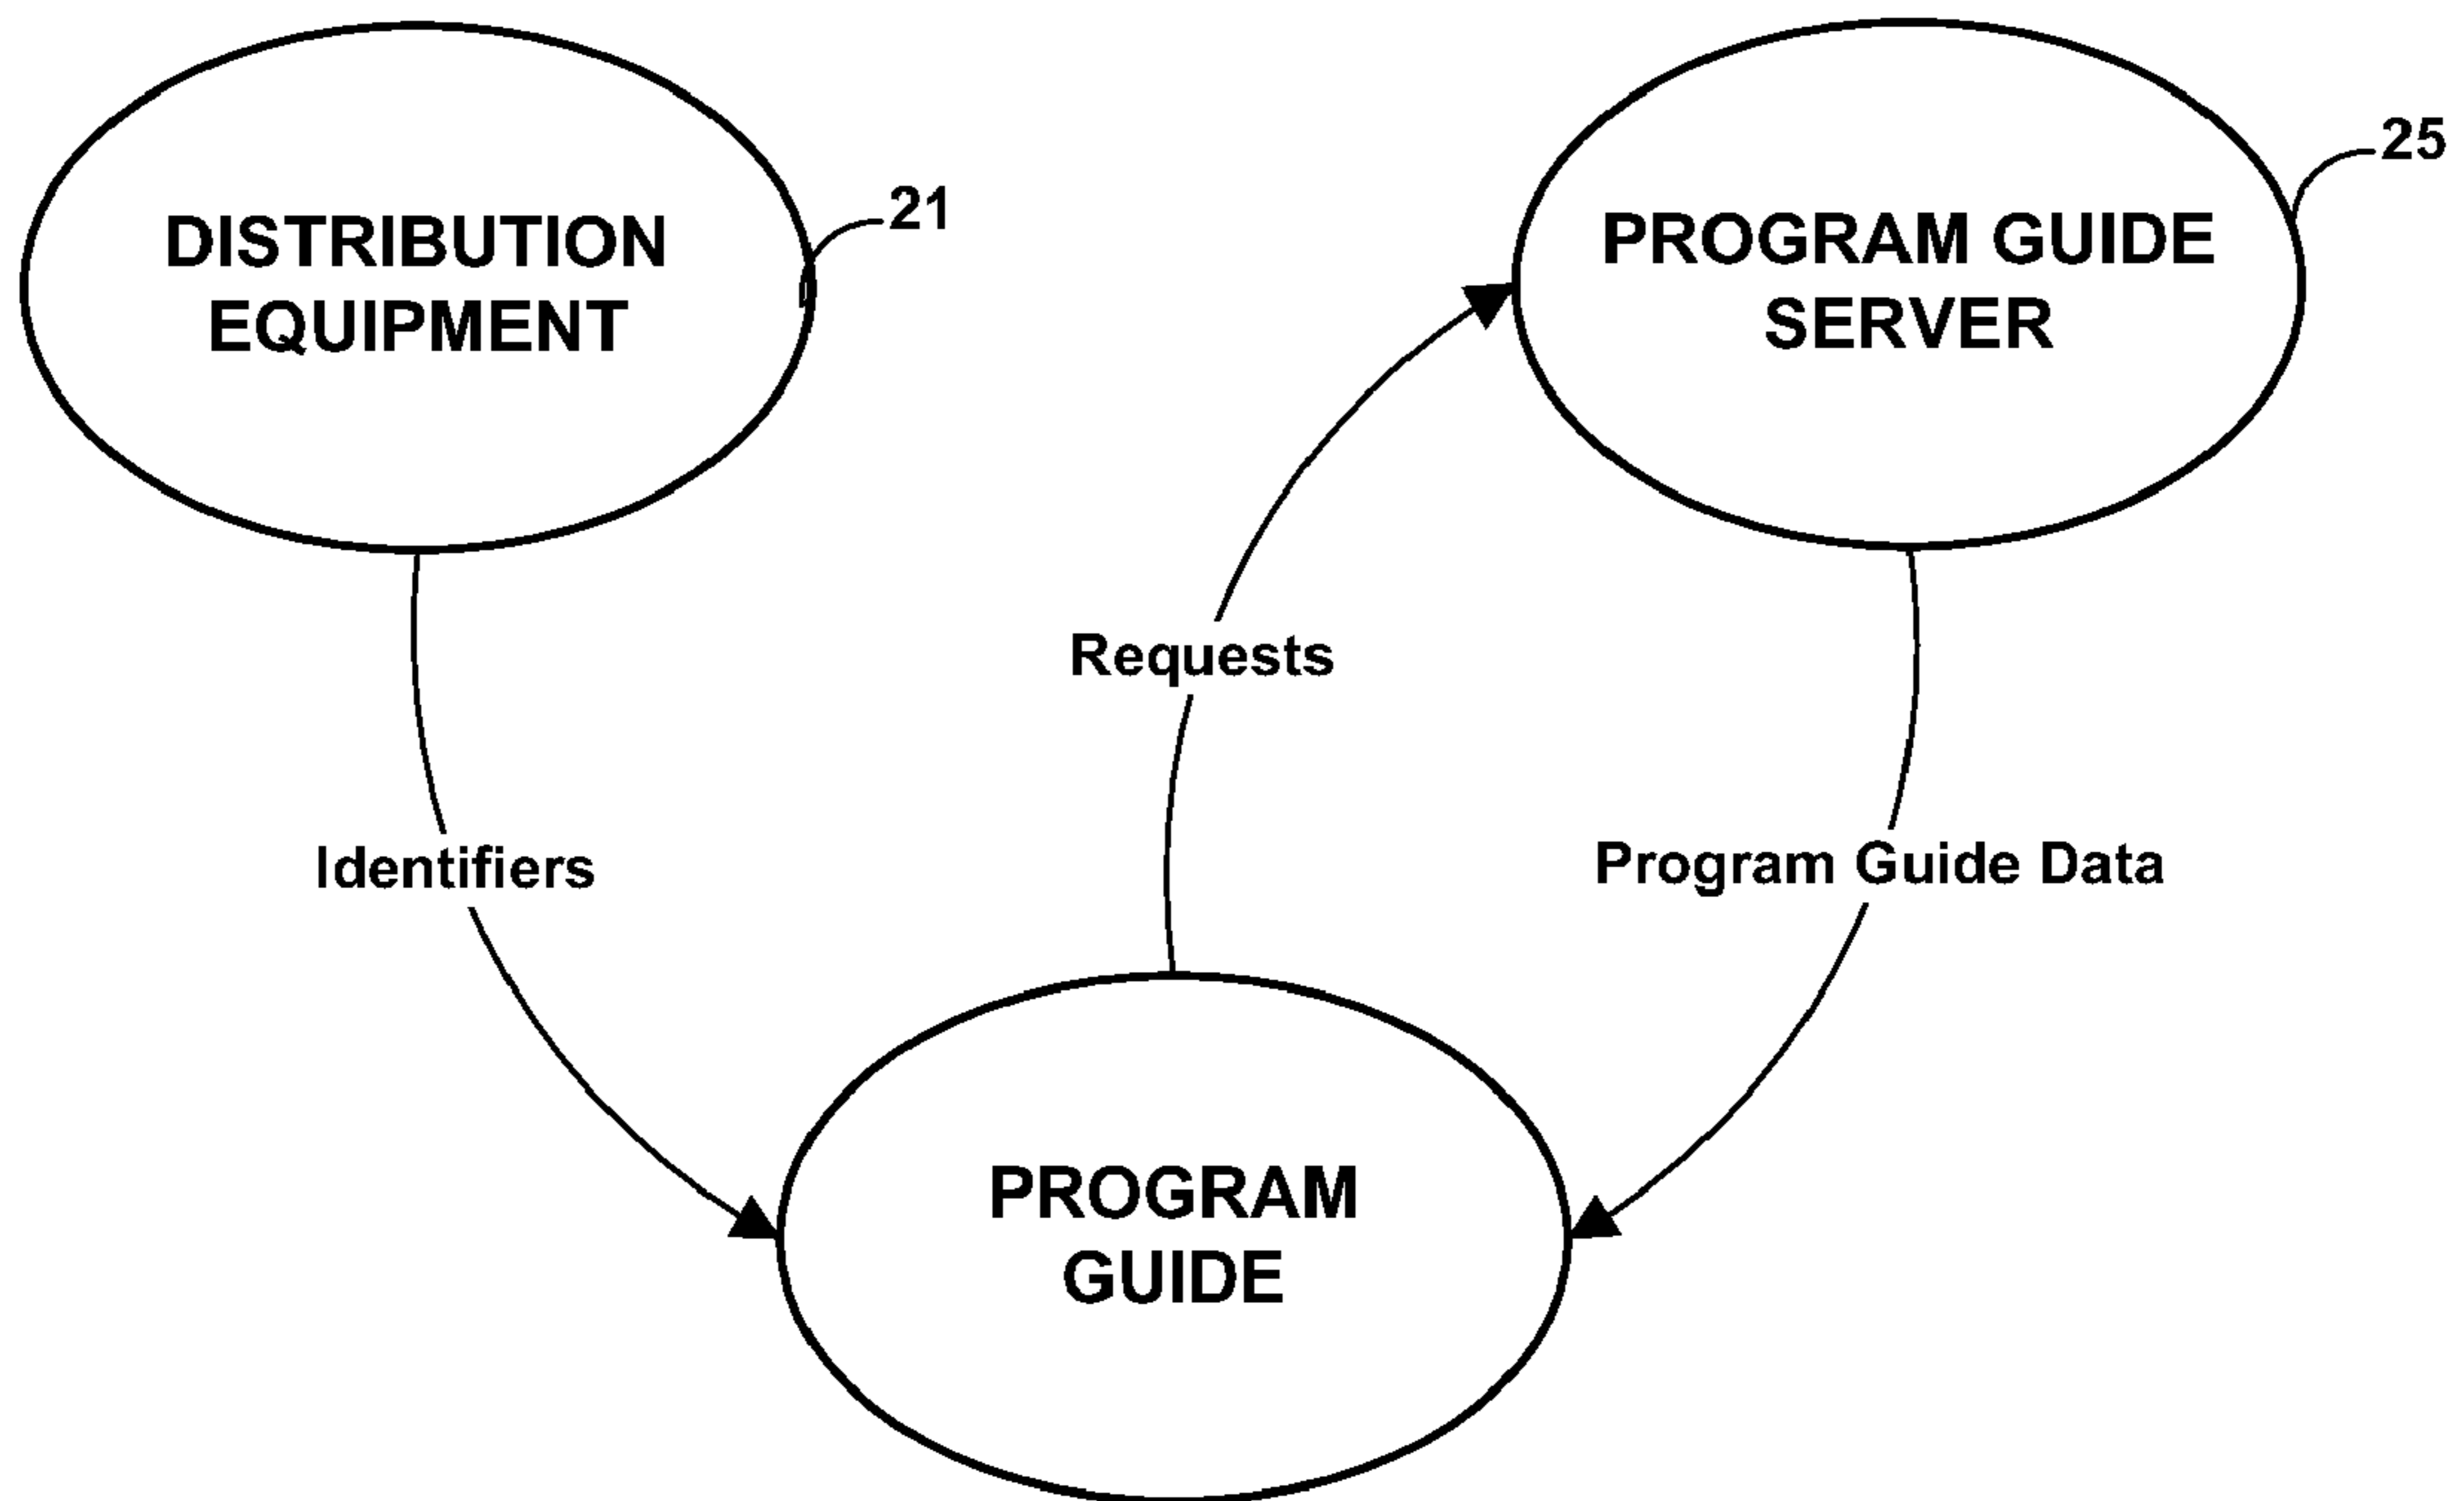 DISTRIBUTION
EQUIPMENT
21
PROGRAM GUIDE
SERVER
25
Requests
Identifiers
Program Guide Data
PROGRAM
GUIDE